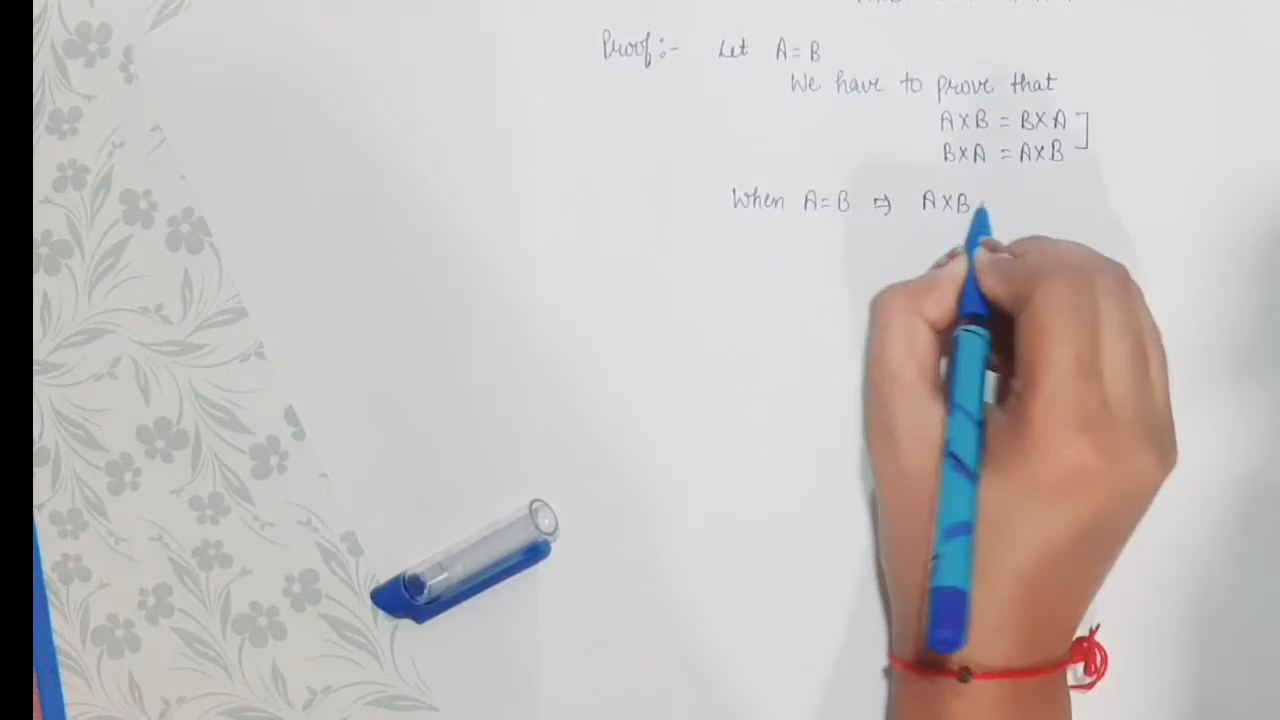 Proof:- Let A = B
We have to prove that
A×B = B×A ]
B×A = A×B
When A = B ⇒ A×B